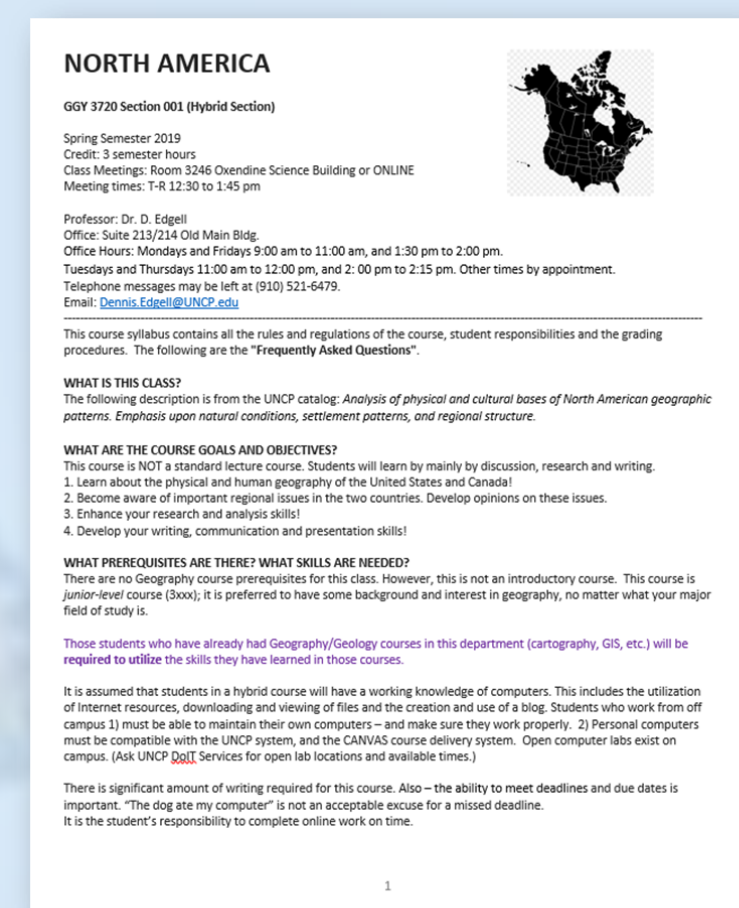 NORTH AMERICA
GGY 3720 Section 001 (Hybrid Section)
Spring Semester 2019
Credit: 3 semester hours
Class Meetings: Room 3246 Oxendine Science Building or ONLINE
Meeting times: T-R 12:30 to 1:45 pm
Professor: Dr. D. Edgell
Office: Suite 213/214 Old Main Bldg.
Office Hours: Mondays and Fridays 9:00 am to 11:00 am, and 1:30 pm to 2:00 pm.
Tuesdays and Thursdays 11:00 am to 12:00 pm, and 2: 00 pm to 2:15 pm. Other times by appointment.
Telephone messages may be left at (910) 521-6479.
Email: Dennis.Edgell@UNCP.edu
This course syllabus contains all the rules and regulations of the course, student responsibilities and the grading
procedures. The following are the "Frequently Asked Questions".
WHAT IS THIS CLASS?
The following description is from the UNCP catalog: Analysis of physical and cultural bases of North American geographic
patterns. Emphasis upon natural conditions, settlement patterns, and regional structure.
WHAT ARE THE COURSE GOALS AND OBJECTIVES?
This course is NOT a standard lecture course. Students will learn by mainly by discussion, research and writing.
1. Learn about the physical and human geography of the United States and Canada!
2. Become aware of important regional issues in the two countries. Develop opinions on these issues.
3. Enhance your research and analysis skills!
4. Develop your writing, communication and presentation skills!
WHAT PREREQUISITES ARE THERE? WHAT SKILLS ARE NEEDED?
There are no Geography course prerequisites for this class. However, this is not an introductory course. This course is
junior-level course (3xxx); it is preferred to have some background and interest in geography, no matter what your major
field of study is.
Those students who have already had Geography/Geology courses in this department (cartography, GIS, etc.) will be
required to utilize the skills they have learned in those courses.
It is assumed that students in a hybrid course will have a working knowledge of computers. This includes the utilization
of Internet resources, downloading and viewing of files and the creation and use of a blog. Students who work from off
campus 1) must be able to maintain their own computers – and make sure they work properly. 2) Personal computers
must be compatible with the UNCP system, and the CANVAS course delivery system. Open computer labs exist on
campus. (Ask UNCP DoIT Services for open lab locations and available times.)
There is significant amount of writing required for this course. Also – the ability to meet deadlines and due dates is
important. “The dog ate my computer” is not an acceptable excuse for a missed deadline.
It is the student’s responsibility to complete online work on time.
1